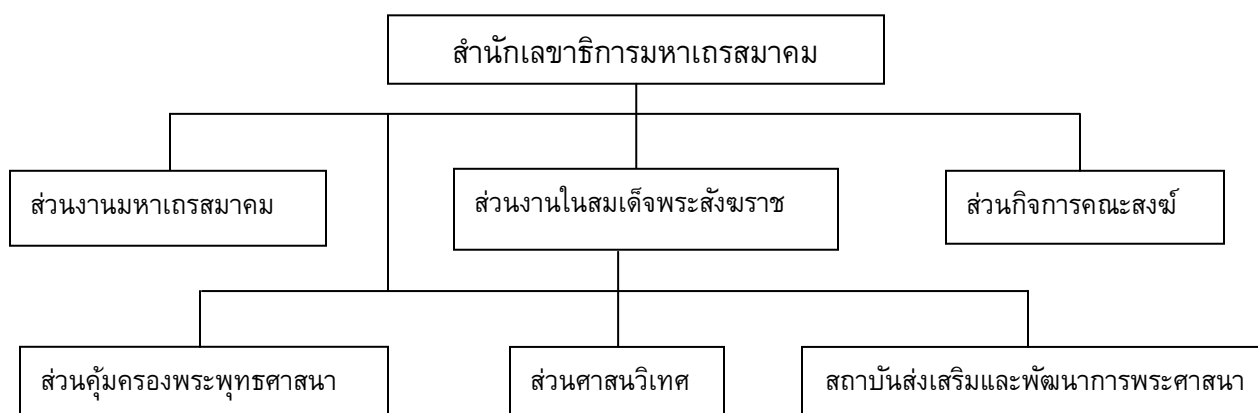 สำนักเลขาธิการมหาเถรสมาคม
ส่วนงานมหาเถรสมาคม
ส่วนงานในสมเด็จพระสังฆราช
ส่วนกิจการคณะสงฆ์
ส่วนคุ้มครองพระพุทธศาสนา
ส่วนศาสนวิเทศ
สถาบันส่งเสริมและพัฒนาการพระศาสนา